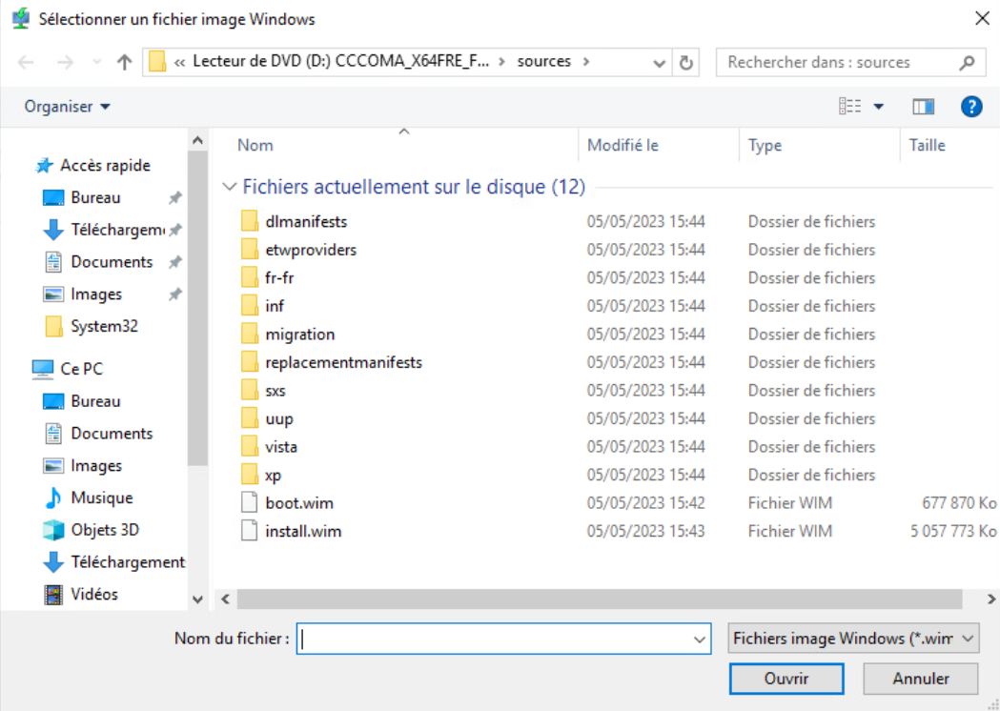 Sélectionner un fichier image Windows
« Lecteur de DVD (D:) CCCOMA_X64FRE_F... › sources ›
Rechercher dans : sources
Organiser
Nom Modifié le Type Taille
Accès rapide
Bureau
Téléchargem
Documents
Images
System32
Ce PC
Bureau
Documents
Images
Musique
Objets 3D
Téléchargement
Vidéos
Fichiers actuellement sur le disque (12)
dlmanifests 05/05/2023 15:44 Dossier de fichiers
etwproviders 05/05/2023 15:44 Dossier de fichiers
fr-fr 05/05/2023 15:44 Dossier de fichiers
inf 05/05/2023 15:44 Dossier de fichiers
migration 05/05/2023 15:44 Dossier de fichiers
replacementmanifests 05/05/2023 15:44 Dossier de fichiers
sxs 05/05/2023 15:44 Dossier de fichiers
uup 05/05/2023 15:44 Dossier de fichiers
vista 05/05/2023 15:44 Dossier de fichiers
xp 05/05/2023 15:44 Dossier de fichiers
boot.wim 05/05/2023 15:42 Fichier WIM 677 870 Ko
install.wim 05/05/2023 15:43 Fichier WIM 5 057 773 Ko
Nom du fichier :
Fichiers image Windows (*.wim
Ouvrir Annuler